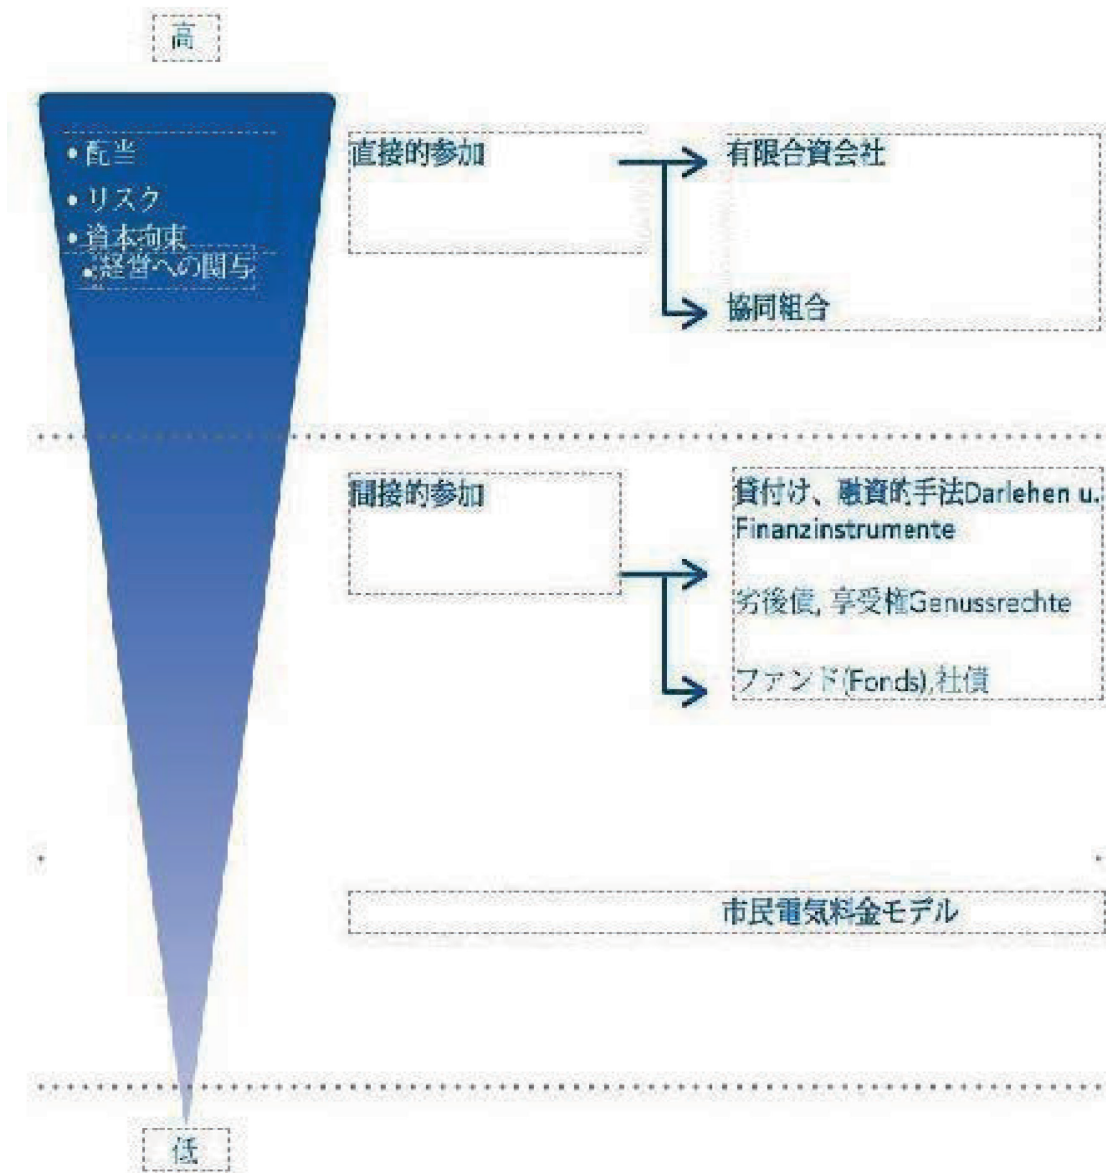 高
• 配当
• リスク
• 資本拘束
• 経営への関与
直接的参加
有限合資会社
協同組合
間接的参加
貸付け、融資的手法Darlehen u.
Finanzinstrumente
劣後債, 享受権Genussrechte
ファンド(Fonds),社債
市民電気料金モデル
低